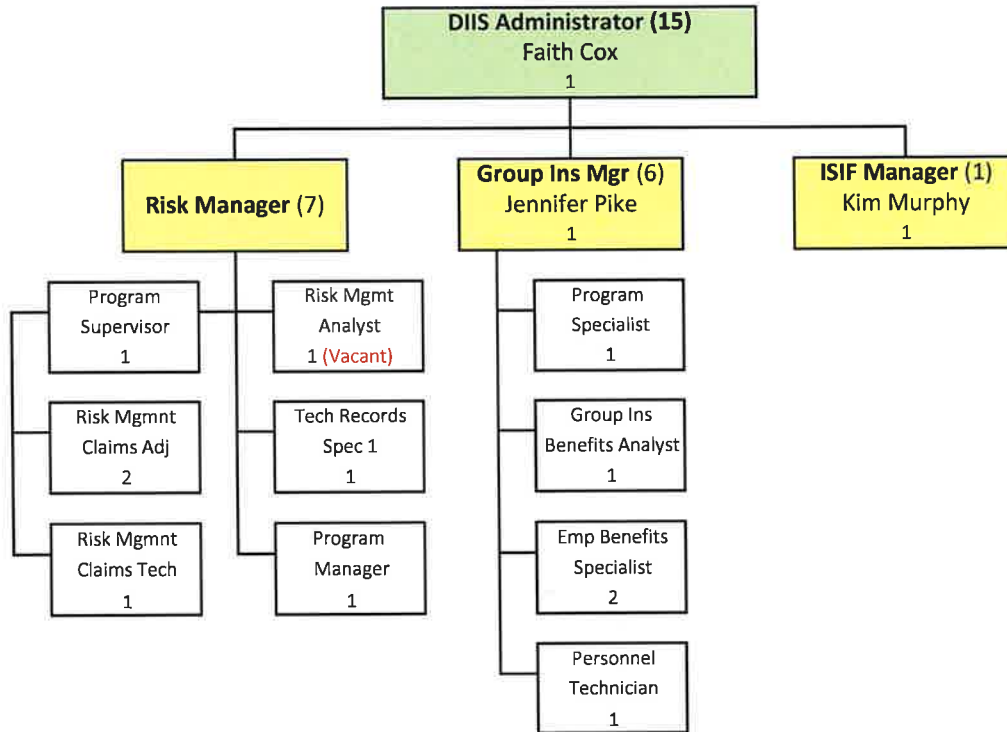 DIIS Administrator (15)
Faith Cox
1
Risk Manager (7)
Group Ins Mgr (6)
Jennifer Pike
1
ISIF Manager (1)
Kim Murphy
1
Program
Supervisor
1
Risk Mgmt
Analyst
1 (Vacant)
Program
Specialist
1
Risk Mgmnt
Claims Adj
2
Tech Records
Spec 1
1
Group Ins
Benefits Analyst
1
Risk Mgmnt
Claims Tech
1
Program
Manager
1
Emp Benefits
Specialist
2
Personnel
Technician
1